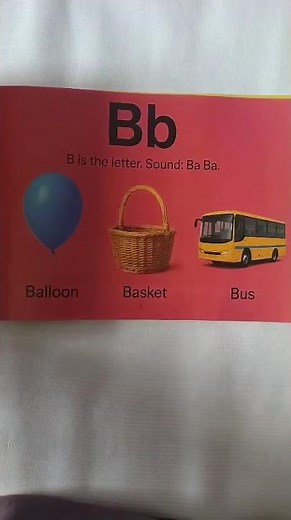 Bb
B is the letter. Sound: Ba Ba.
Balloon Basket Bus